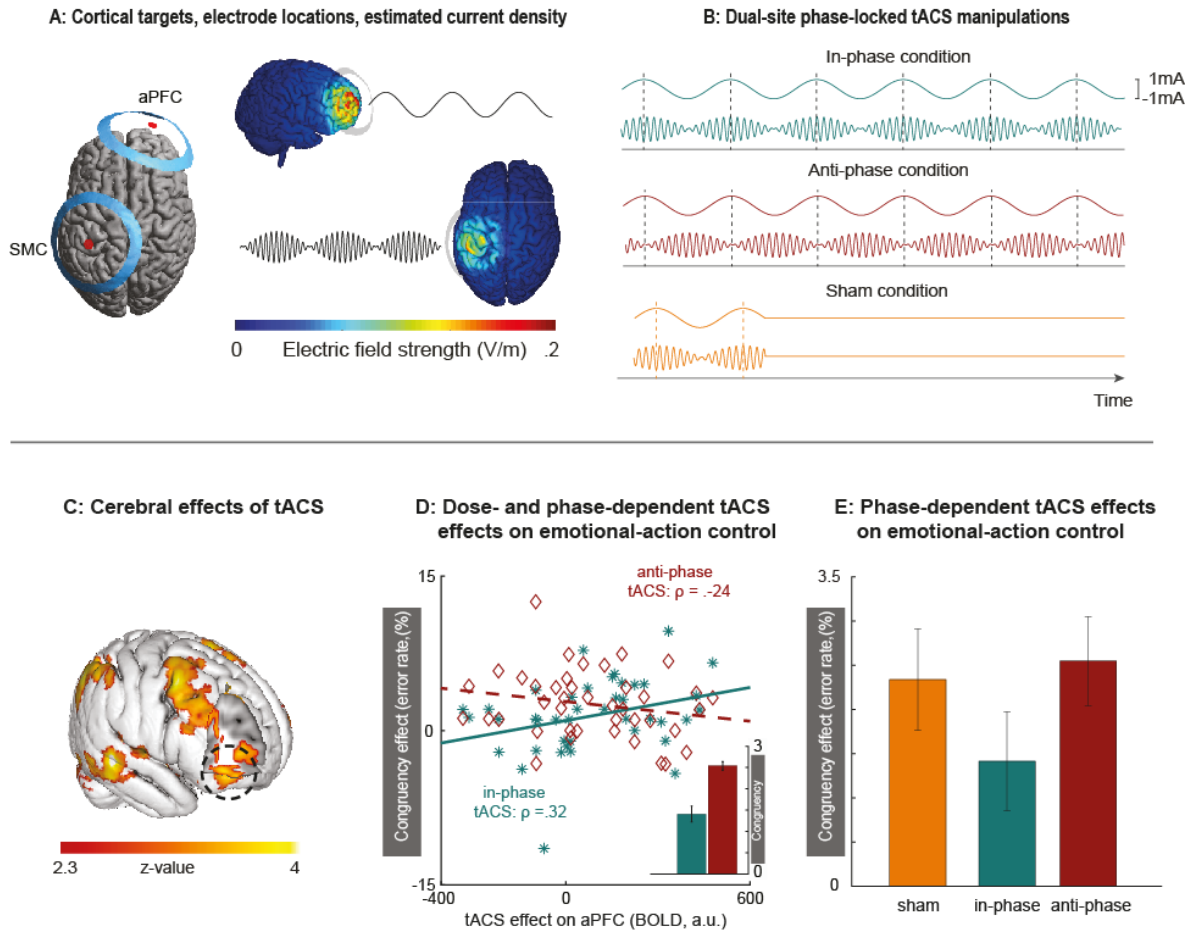 A: Cortical targets, electrode locations, estimated current density
aPFC
SMC
0 Electric field strength (V/m) .2
B: Dual-site phase-locked tACS manipulations
In-phase condition
1mA
-1mA
Anti-phase condition
Sham condition
Time
C: Cerebral effects of tACS
2.3 z-value 4
D: Dose- and phase-dependent tACS
effects on emotional-action control
15
anti-phase
tACS: ρ = .-24
Congruency effect (error rate,(%)
0
in-phase
tACS: ρ =.32
3
Congruency
0
-15
-400 0 600
tACS effect on aPFC (BOLD, a.u.)
E: Phase-dependent tACS effects
on emotional-action control
3.5
Congruency effect (error rate,(%)
0
sham in-phase anti-phase